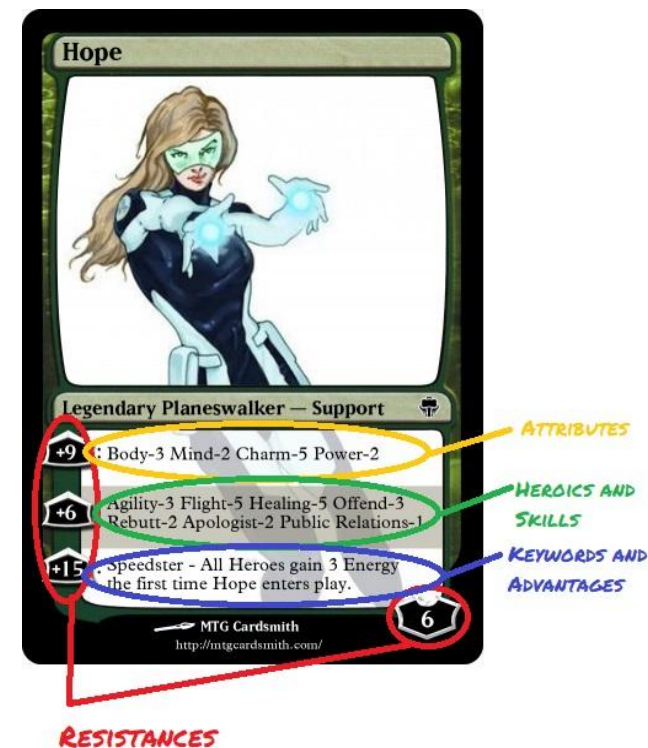 Hope
Legendary Planeswalker — Support
+9 : Body-3 Mind-2 Charm-5 Power-2
ATTRIBUTES
+6 : Agility-3 Flight-5 Healing-5 Offend-3
Rebutt-2 Apologist-2 Public Relations-1
HEROICS AND
SKILLS
+15 : Speedster - All Heroes gain 3 Energy
the first time Hope enters play.
KEYWORDS AND
ADVANTAGES
6
MTG Cardsmith
http://mtgcardsmith.com/
RESISTANCES